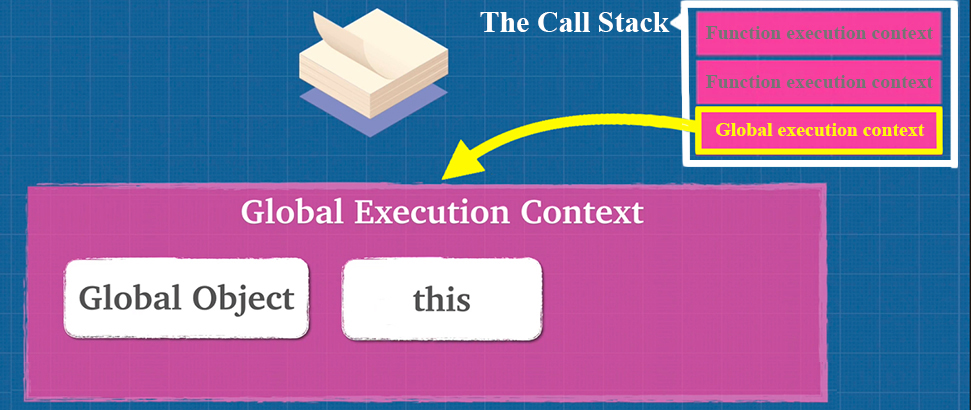 The Call Stack
Function execution context
Function execution context
Global execution context
Global Execution Context
Global Object
this